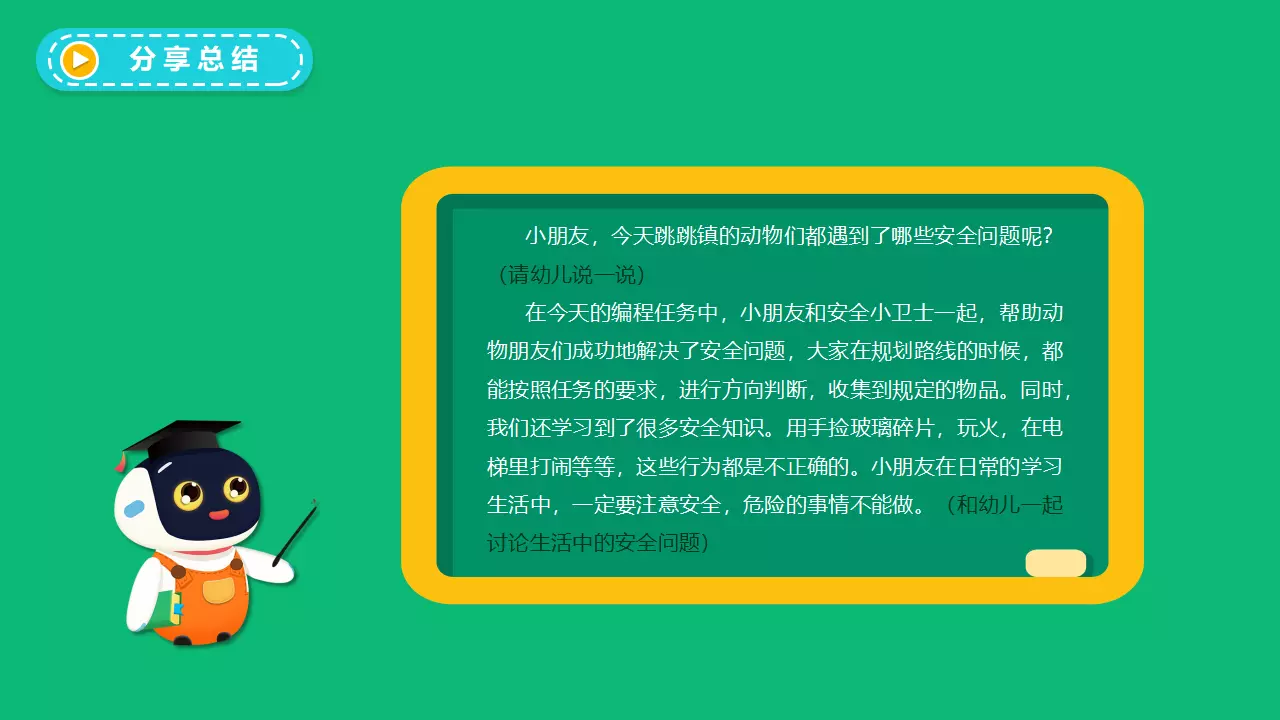 分享总结
小朋友，今天跳跳镇的动物们都遇到了哪些安全问题呢？
（请幼儿说一说）
在今天的编程任务中，小朋友和安全小卫士一起，帮助动
物朋友们成功地解决了安全问题，大家在规划路线的时候，都
能按照任务的要求，进行方向判断，收集到规定的物品。同时，
我们还学习到了很多安全知识。用手捡玻璃碎片，玩火，在电
梯里打闹等等，这些行为都是不正确的。小朋友在日常的学习
生活中，一定要注意安全，危险的事情不能做。（和幼儿一起
讨论生活中的安全问题）